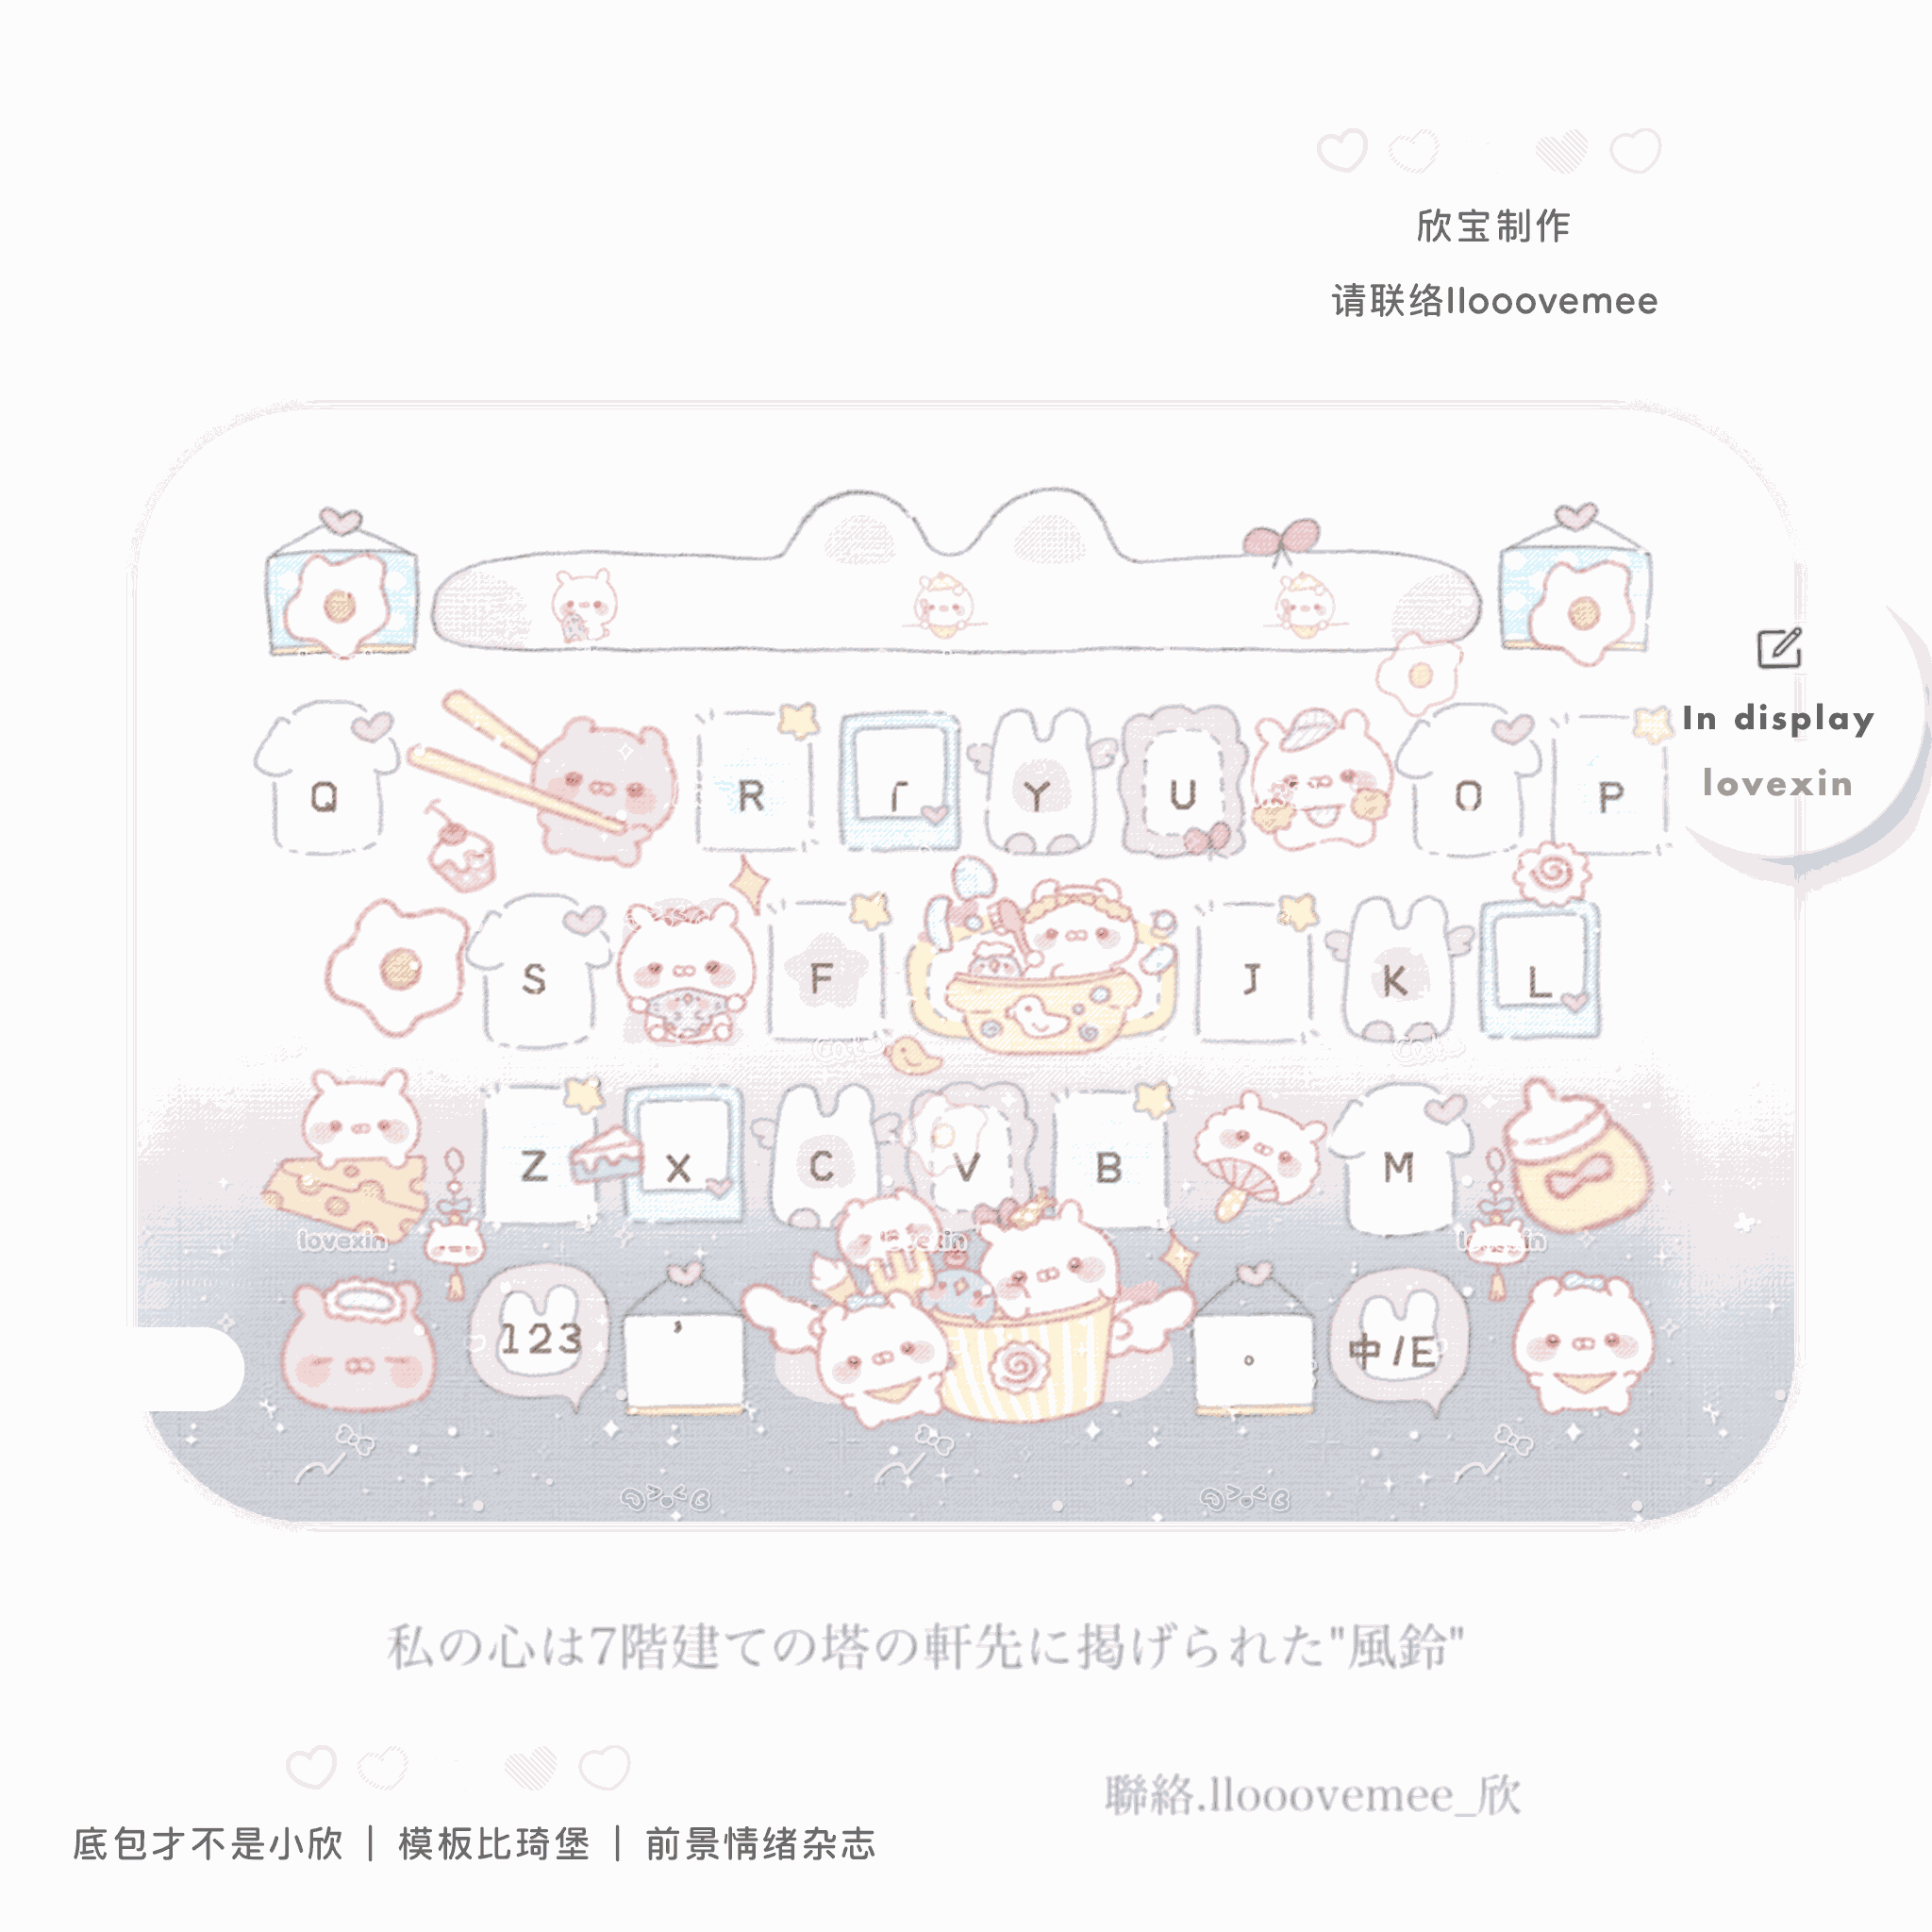 欣宝制作
请联络llooovemee
In display
lovexin
Q R Y U O P
S F J K L
Z X C V B M
lovexin
123 , 。 中/E
私の心は7階建ての塔の軒先に掲げられた"風鈴"
聯絡.llooovemee_欣
底包才不是小欣 | 模板比琦堡 | 前景情绪杂志